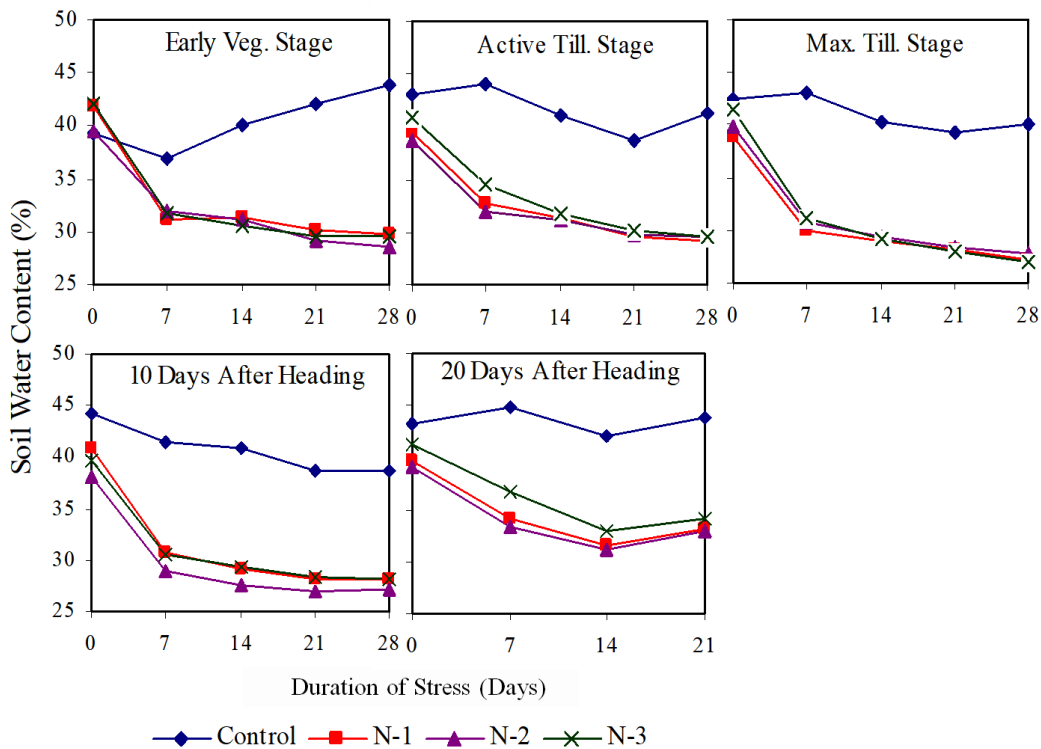 Early Veg. Stage
Active Till. Stage
Max. Till. Stage
50
45
40
35
30
25
0 7 14 21 28
0 7 14 21 28
0 7 14 21 28
Soil Water Content (%)
10 Days After Heading
20 Days After Heading
50
45
40
35
30
25
0 7 14 21 28
0 7 14 21
Duration of Stress (Days)
Control N-1 N-2 N-3